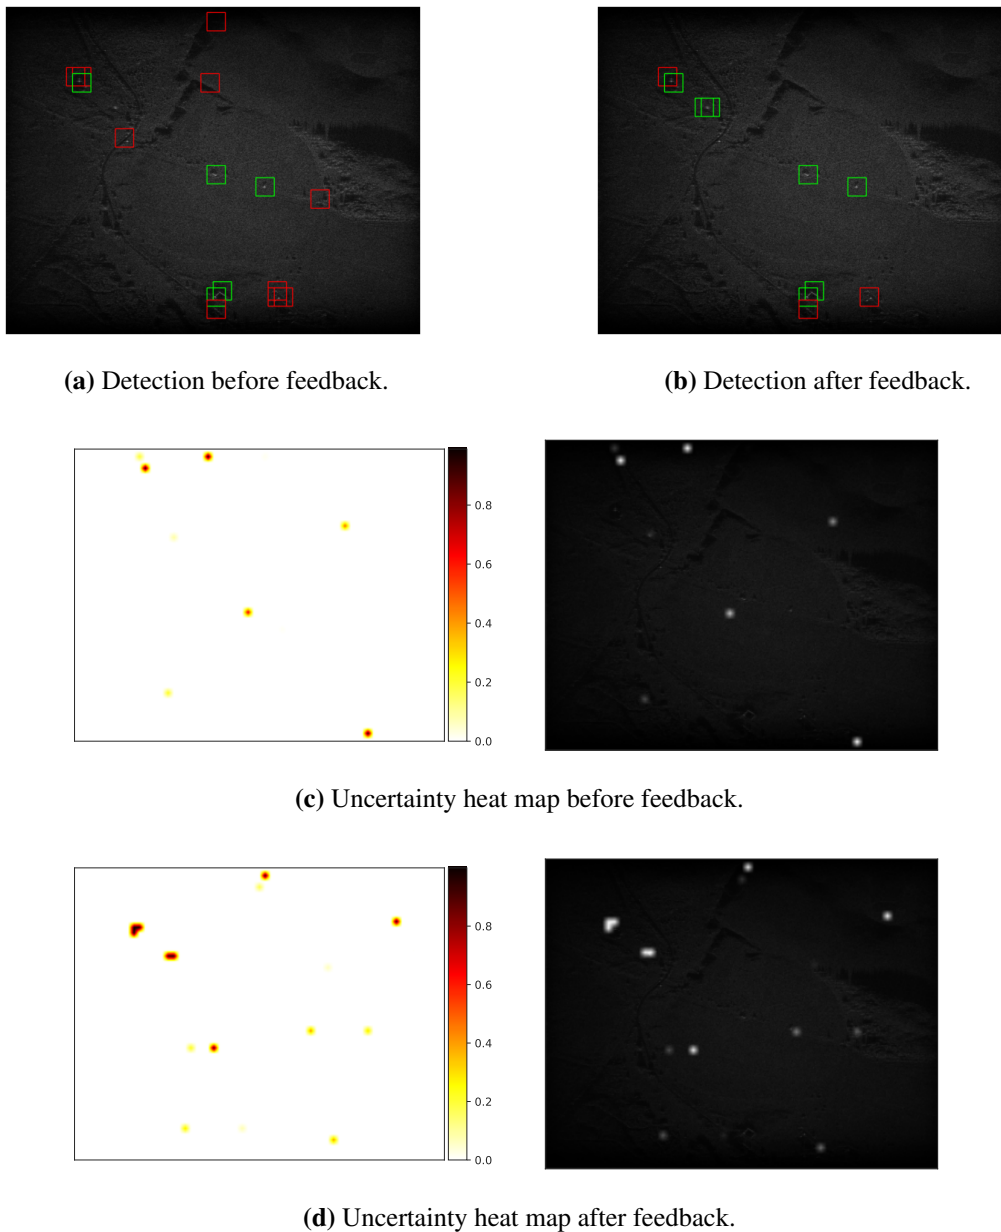 (a) Detection before feedback.
(b) Detection after feedback.
0.8
0.6
0.4
0.2
0.0
(c) Uncertainty heat map before feedback.
0.8
0.6
0.4
0.2
0.0
(d) Uncertainty heat map after feedback.